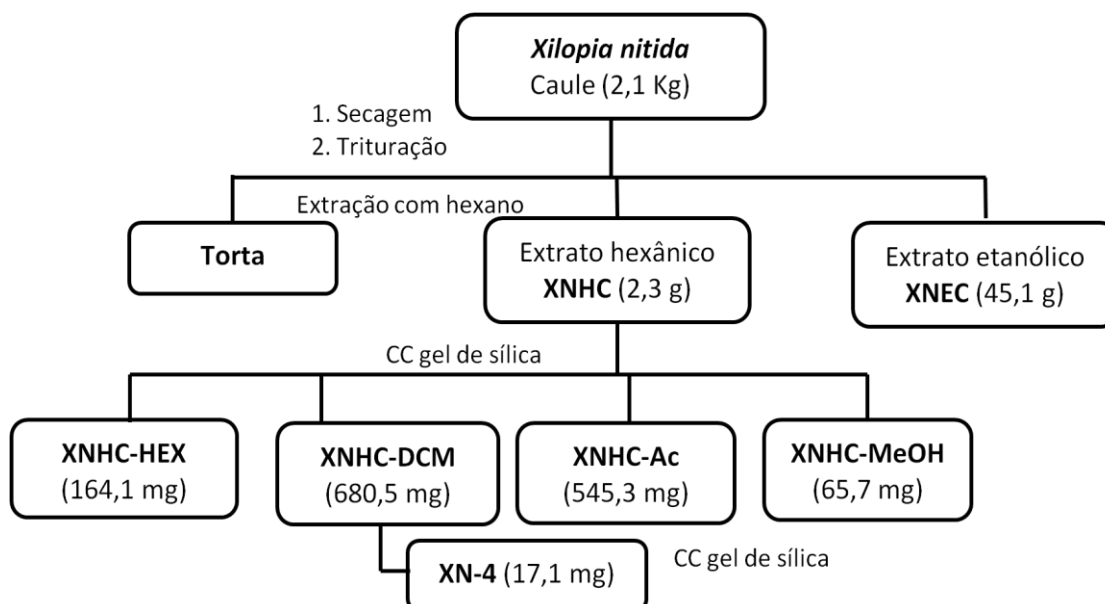 Xilopia nitida
Caule (2,1 Kg)
1. Secagem
2. Trituração
Extração com hexano
Torta
Extrato hexânico
XNHC (2,3 g)
Extrato etanólico
XNEC (45,1 g)
CC gel de sílica
XNHC-HEX
(164,1 mg)
XNHC-DCM
(680,5 mg)
XNHC-Ac
(545,3 mg)
XNHC-MeOH
(65,7 mg)
XN-4 (17,1 mg)
CC gel de sílica